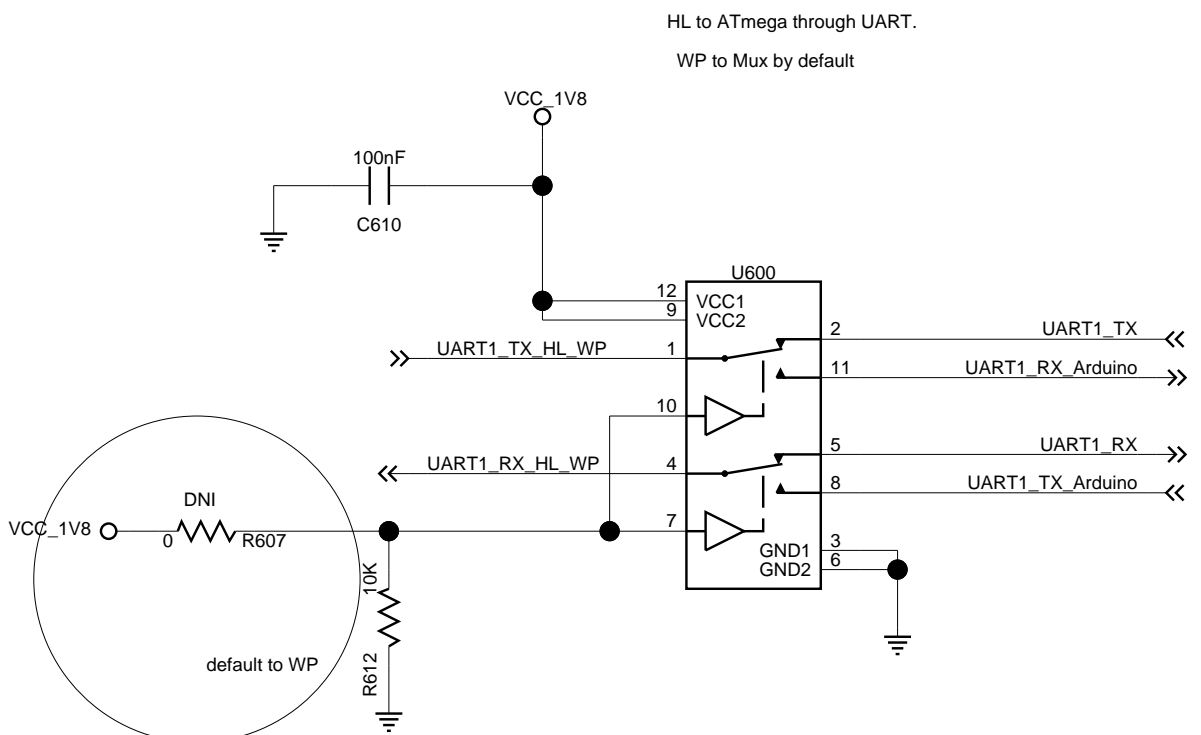 HL to ATmega through UART.
WP to Mux by default
VCC_1V8
100nF
C610
U600
12
VCC1
9
VCC2
2
UART1_TX
UART1_TX_HL_WP
1
11
UART1_RX_Arduino
10
5
UART1_RX
UART1_RX_HL_WP
4
8
UART1_TX_Arduino
DNI
VCC_1V8
0
R607
7
GND1
3
GND2
6
10K
R612
default to WP